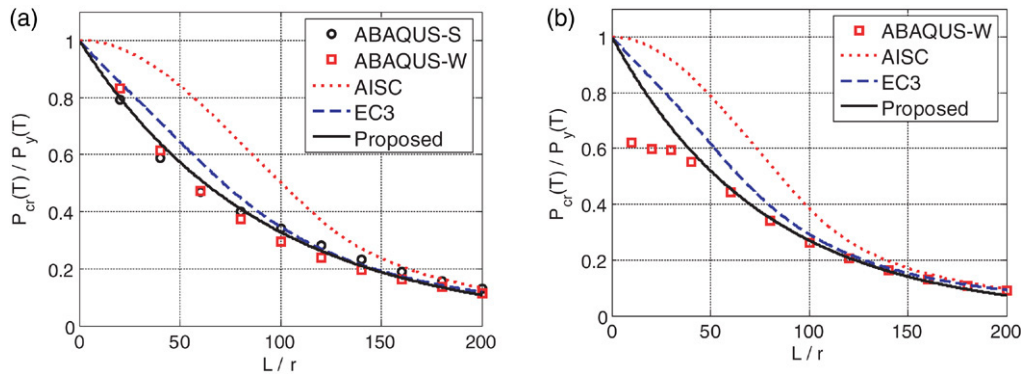 (a)
ABAQUS-S
ABAQUS-W
AISC
EC3
Proposed
P_cr(T) / P_y(T)
1
0.8
0.6
0.4
0.2
0
0 50 100 150 200
L / r
(b)
ABAQUS-W
AISC
EC3
Proposed
P_cr(T) / P_y(T)
1
0.8
0.6
0.4
0.2
0
0 50 100 150 200
L / r